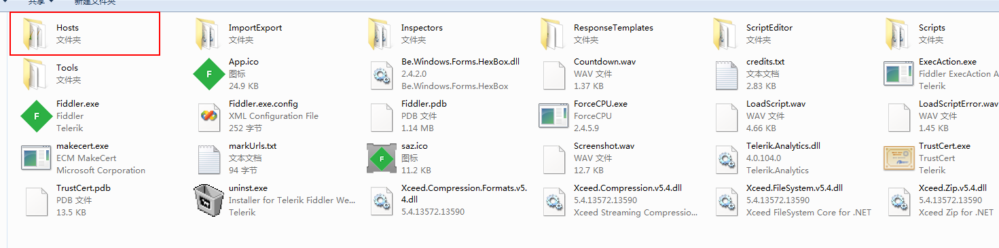 共享
新建文件夹
Hosts
文件夹
ImportExport
文件夹
Inspectors
文件夹
ResponseTemplates
文件夹
ScriptEditor
文件夹
Scripts
文件夹
Tools
文件夹
App.ico
图标
24.9 KB
Be.Windows.Forms.HexBox.dll
2.4.2.0
Be.Windows.Forms.HexBox
Countdown.wav
WAV 文件
1.37 KB
credits.txt
文本文档
2.83 KB
ExecAction.exe
Fiddler ExecAction A
Telerik
Fiddler.exe
Fiddler
Telerik
Fiddler.exe.config
XML Configuration File
252 字节
Fiddler.pdb
PDB 文件
1.14 MB
ForceCPU.exe
ForceCPU
2.4.5.9
LoadScript.wav
WAV 文件
4.66 KB
LoadScriptError.wav
WAV 文件
1.45 KB
makecert.exe
ECM MakeCert
Microsoft Corporation
markUrls.txt
文本文档
94 字节
saz.ico
图标
11.2 KB
Screenshot.wav
WAV 文件
12.7 KB
Telerik.Analytics.dll
4.0.104.0
Telerik.Analytics
TrustCert.exe
TrustCert
Telerik
TrustCert.pdb
PDB 文件
13.5 KB
uninst.exe
Installer for Telerik Fiddler We...
Telerik
Xceed.Compression.Formats.v5.
4.dll
5.4.13572.13590
Xceed.Compression.v5.4.dll
5.4.13572.13590
Xceed Streaming Compressio...
Xceed.FileSystem.v5.4.dll
5.4.13572.13590
Xceed FileSystem Core for .NET
Xceed.Zip.v5.4.dll
5.4.13572.13590
Xceed Zip for .NET